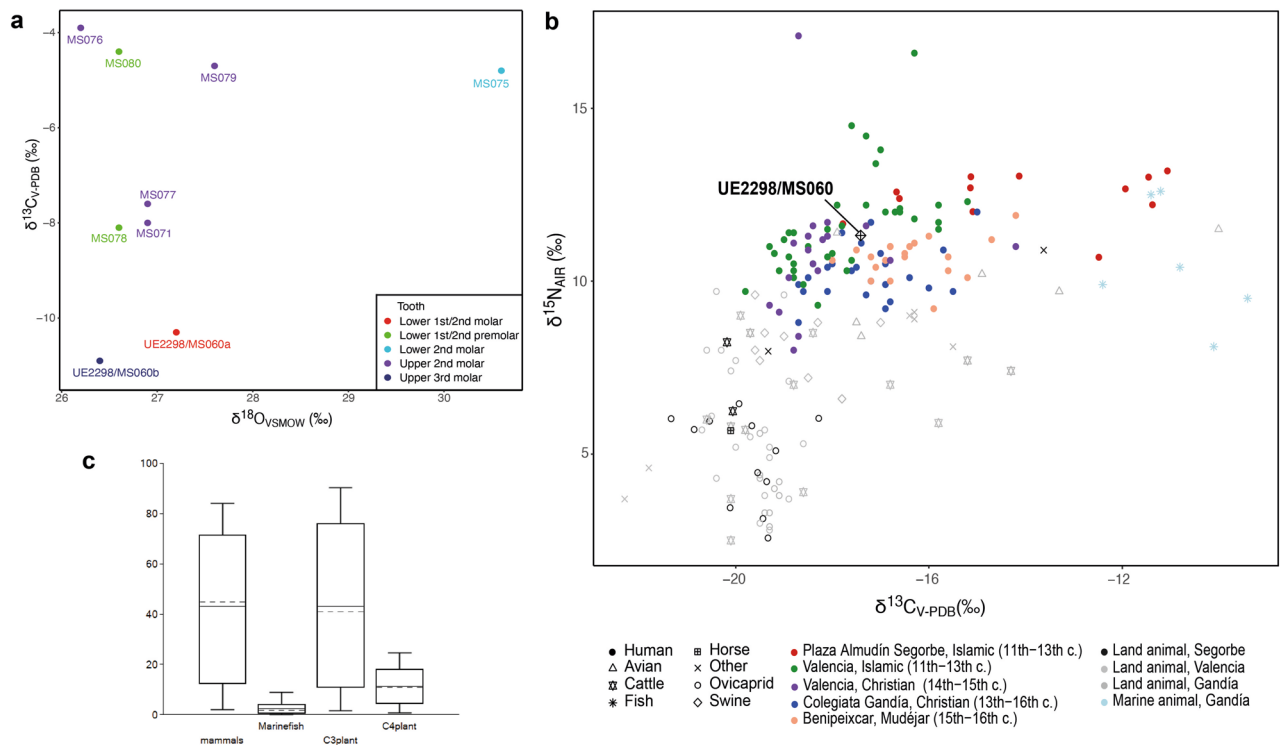 a
δ13CV-PDB (‰)
−4
−6
−8
−10
MS076
MS080
MS079
MS075
MS077
MS071
MS078
UE2298/MS060a
UE2298/MS060b
Tooth
Lower 1st/2nd molar
Lower 1st/2nd premolar
Lower 2nd molar
Upper 2nd molar
Upper 3rd molar
26 27 28 29 30
δ18OVSMOW (‰)
b
δ15NAIR (‰)
15
10
5
UE2298/MS060
−20 −16 −12
δ13CV-PDB(‰)
Human
Avian
Cattle
Fish
Horse
Other
Ovicaprid
Swine
Plaza Almudín Segorbe, Islamic (11th−13th c.)
Valencia, Islamic (11th−13th c.)
Valencia, Christian (14th−15th c.)
Colegiata Gandía, Christian (13th−16th c.)
Benipeixcar, Mudéjar (15th−16th c.)
Land animal, Segorbe
Land animal, Valencia
Land animal, Gandía
Marine animal, Gandía
c
100
80
60
40
20
0
mammals
Marinefish
C3plant
C4plant